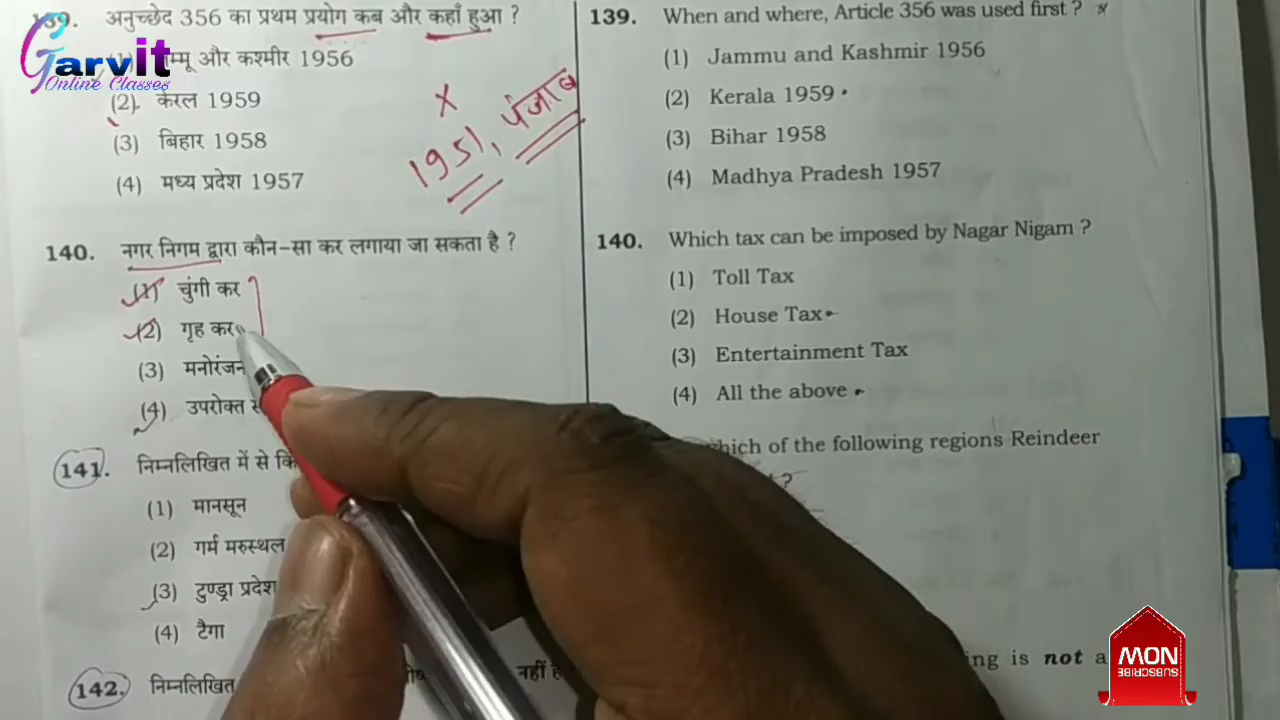 Garvit
Online Classes
139. अनुच्छेद 356 का प्रथम प्रयोग कब और कहाँ हुआ ?
जम्मू और कश्मीर 1956
(2) केरल 1959
(3) बिहार 1958
(4) मध्य प्रदेश 1957
X
1951, पंजाब
140. नगर निगम द्वारा कौन-सा कर लगाया जा सकता है ?
(1) चुंगी कर
(2) गृह कर
(3) मनोरंजन
(4) उपरोक्त
141. निम्नलिखित में से
(1) मानसून
(2) गर्म मरुस्थल
(3) टुण्ड्रा प्रदेश
(4) टैगा
142. निम्नलिखित
नहीं
139. When and where, Article 356 was used first ?
(1) Jammu and Kashmir 1956
(2) Kerala 1959
(3) Bihar 1958
(4) Madhya Pradesh 1957
140. Which tax can be imposed by Nagar Nigam ?
(1) Toll Tax
(2) House Tax
(3) Entertainment Tax
(4) All the above
which of the following regions Reindeer
?
is not a
SUBSCRIBE
NOW